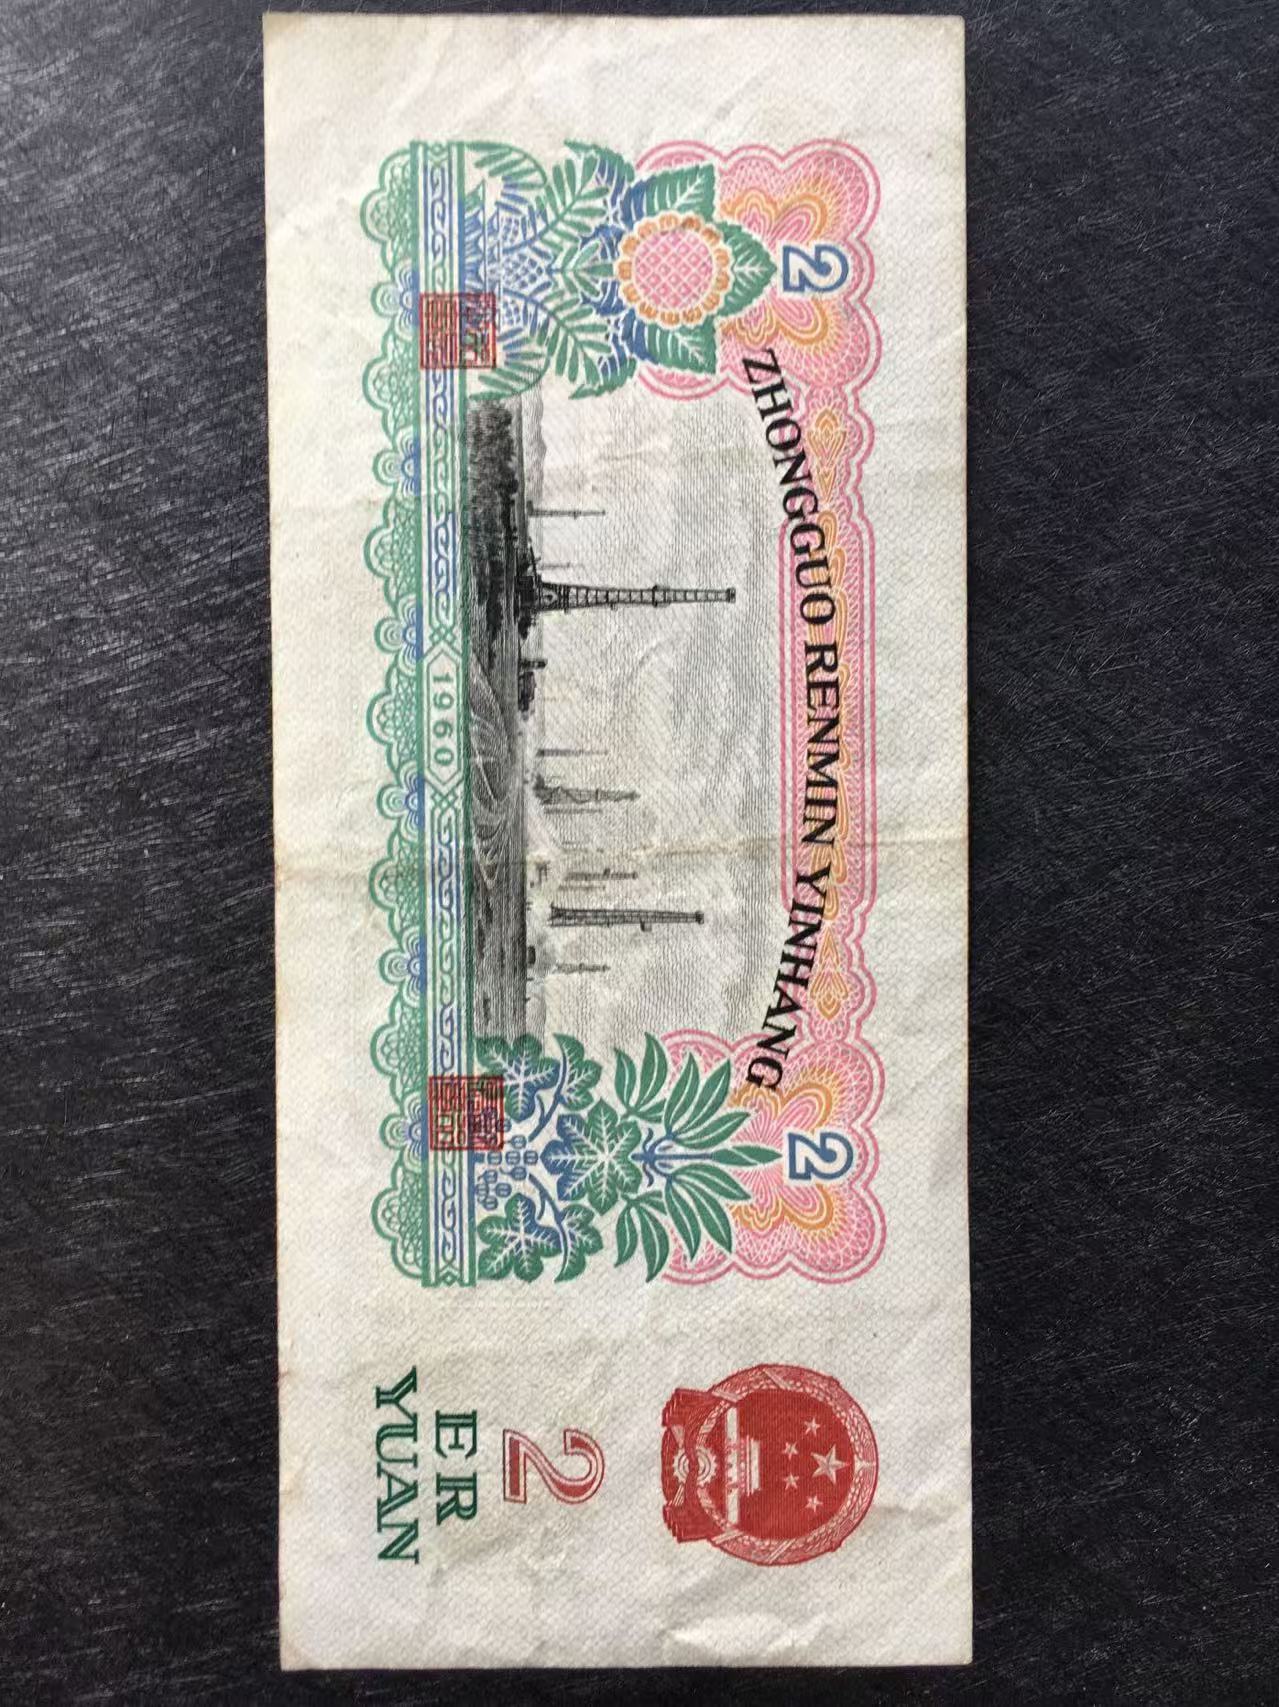 2
ZHONGGUO RENMIN YINHANG
2
1960
2
ER
YUAN